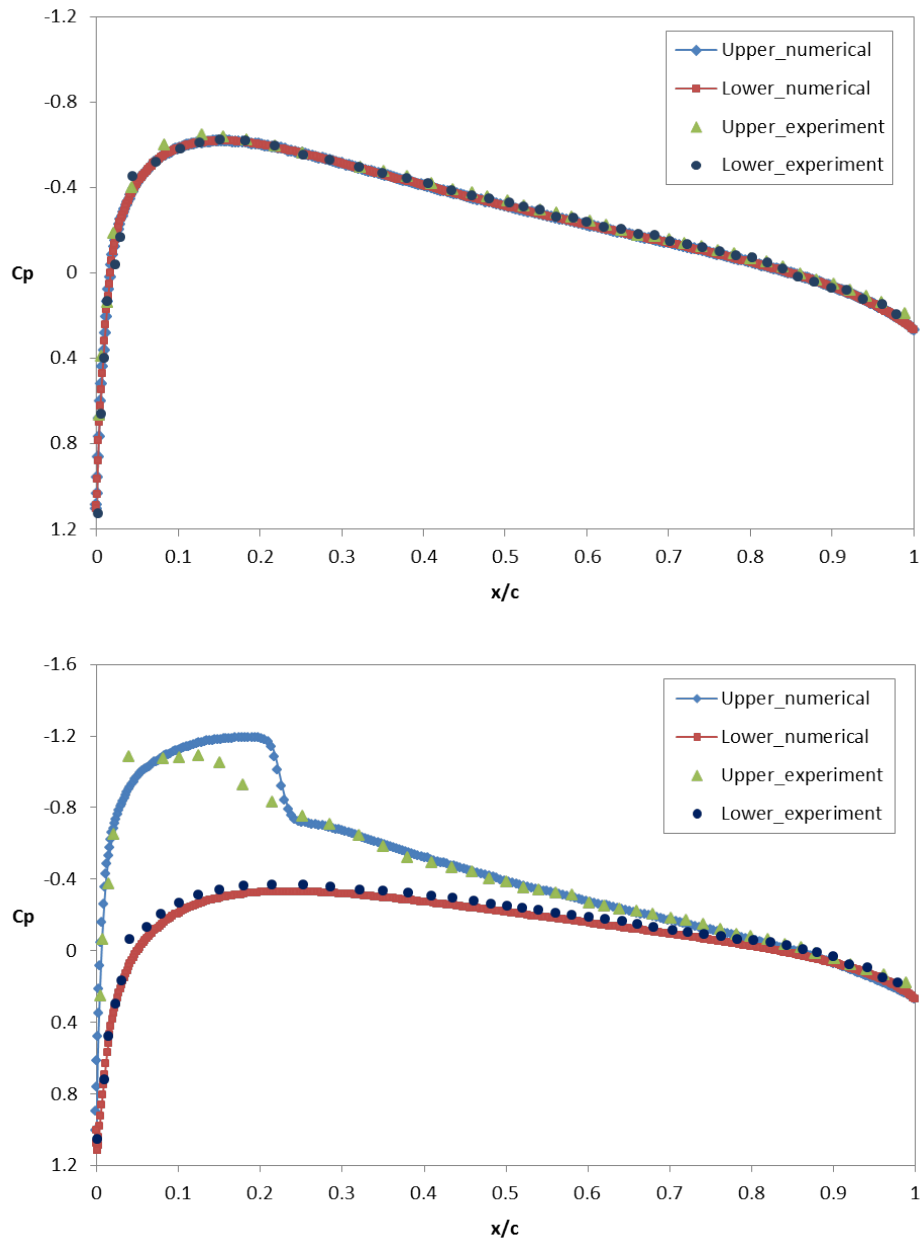 -1.2
Upper_numerical
-0.8
Lower_numerical
Upper_experiment
Lower_experiment
-0.4
Cp
0
0.4
0.8
1.2
0 0.1 0.2 0.3 0.4 0.5 0.6 0.7 0.8 0.9 1
x/c
-1.6
Upper_numerical
-1.2
Lower_numerical
Upper_experiment
-0.8
Lower_experiment
-0.4
Cp
0
0.4
0.8
1.2
0 0.1 0.2 0.3 0.4 0.5 0.6 0.7 0.8 0.9 1
x/c